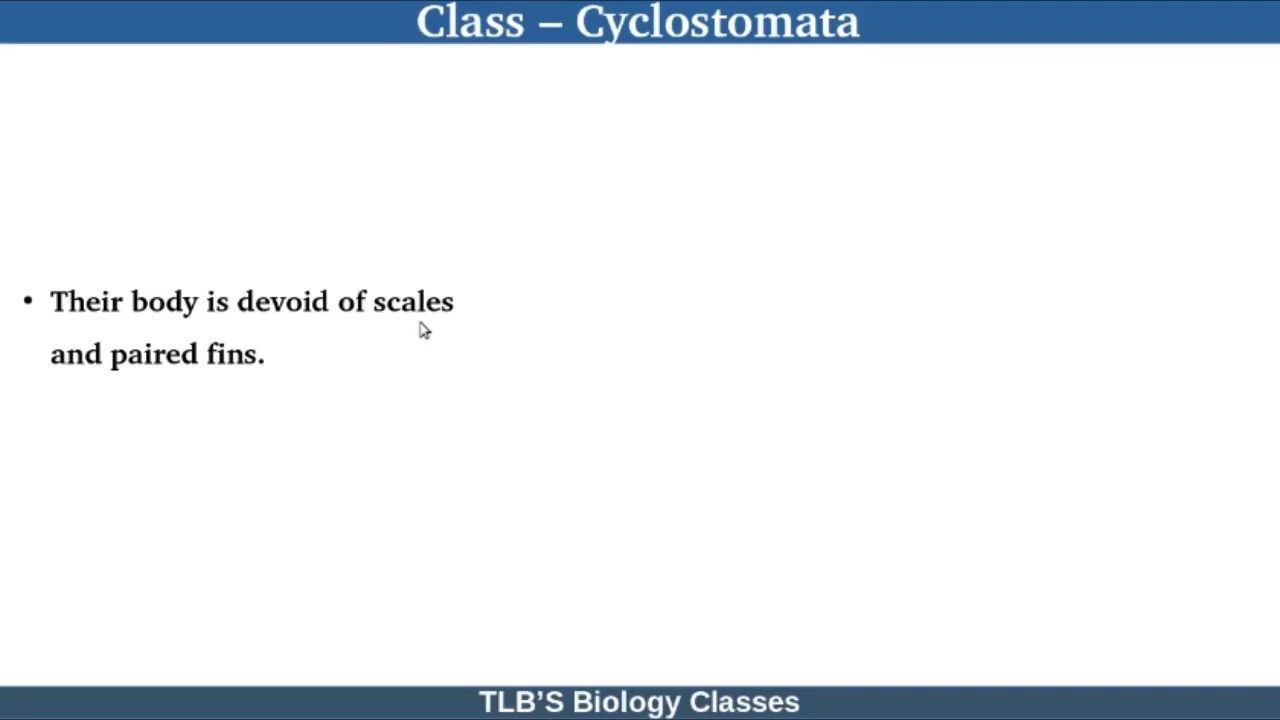 Class – Cyclostomata
• Their body is devoid of scales
and paired fins.
TLB’S Biology Classes